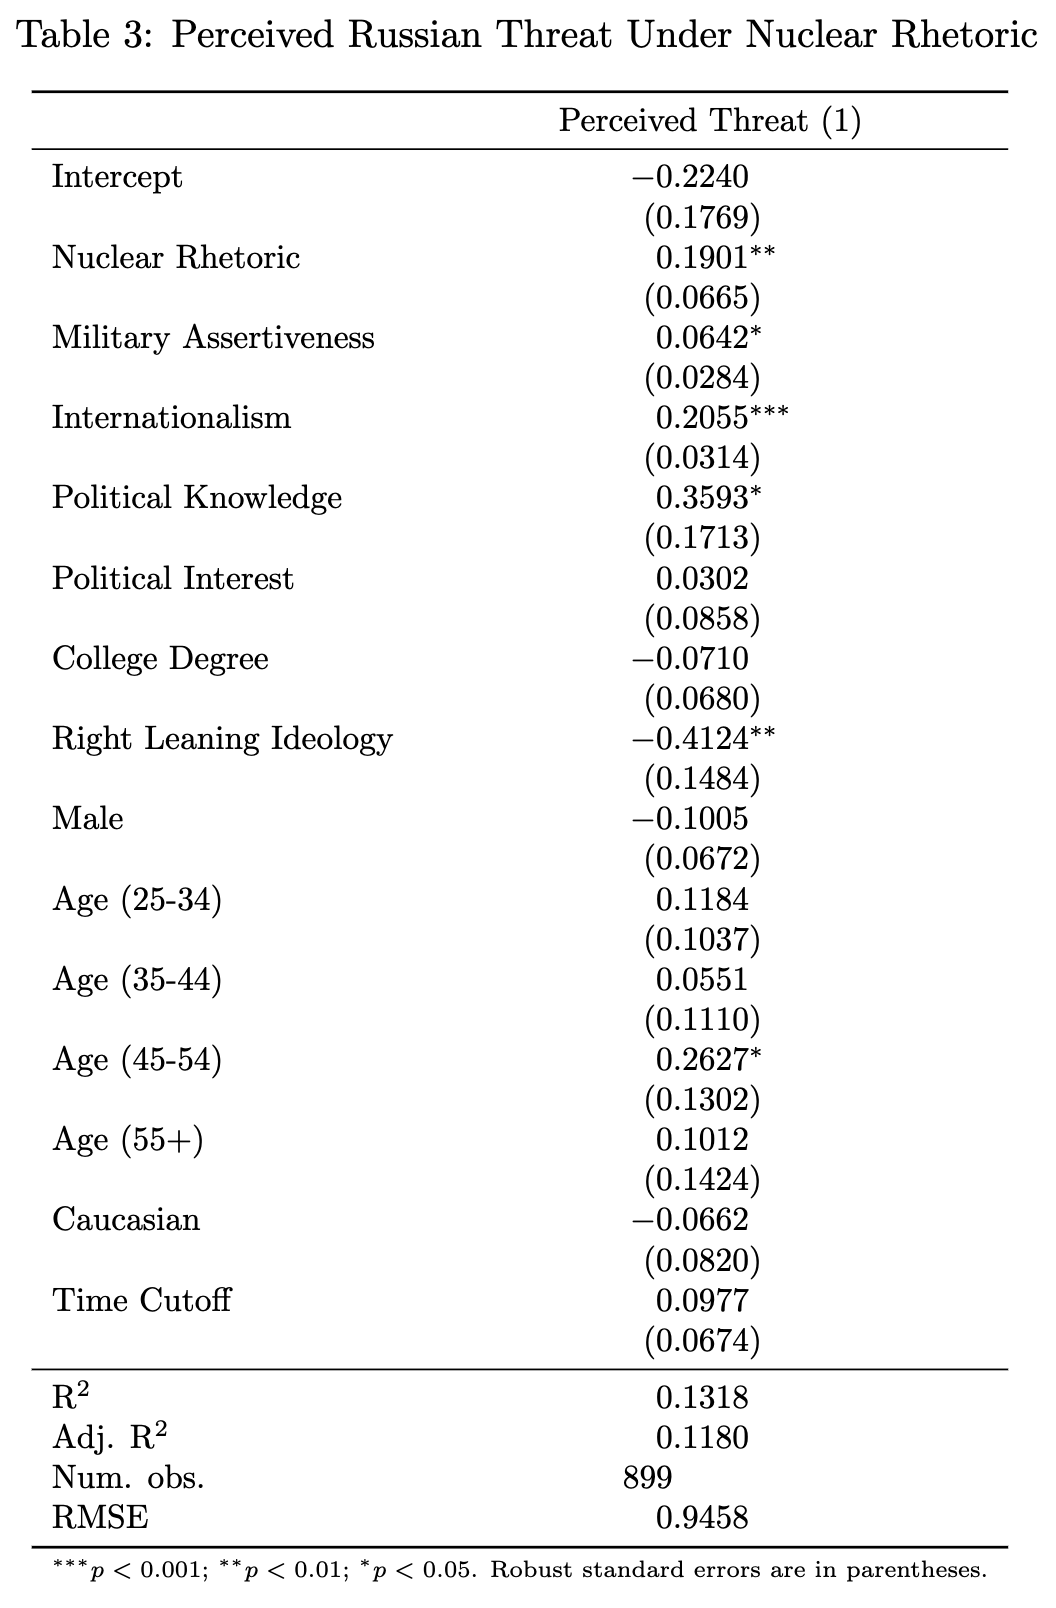 Table 3: Perceived Russian Threat Under Nuclear Rhetoric
Perceived Threat (1)
Intercept −0.2240
(0.1769)
Nuclear Rhetoric 0.1901**
(0.0665)
Military Assertiveness 0.0642*
(0.0284)
Internationalism 0.2055***
(0.0314)
Political Knowledge 0.3593*
(0.1713)
Political Interest 0.0302
(0.0858)
College Degree −0.0710
(0.0680)
Right Leaning Ideology −0.4124**
(0.1484)
Male −0.1005
(0.0672)
Age (25-34) 0.1184
(0.1037)
Age (35-44) 0.0551
(0.1110)
Age (45-54) 0.2627*
(0.1302)
Age (55+) 0.1012
(0.1424)
Caucasian −0.0662
(0.0820)
Time Cutoff 0.0977
(0.0674)
R² 0.1318
Adj. R² 0.1180
Num. obs. 899
RMSE 0.9458
***p < 0.001; **p < 0.01; *p < 0.05. Robust standard errors are in parentheses.